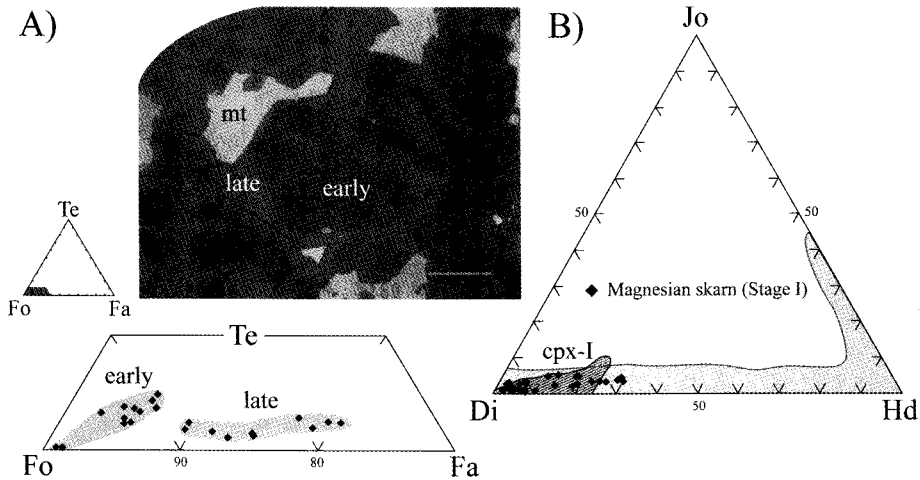 A)
mt
late
early
Te
Fo
Fa
Te
early
late
Fo
90
80
Fa
B)
Jo
50
50
Magnesian skarn (Stage I)
cpx-I
Di
50
Hd